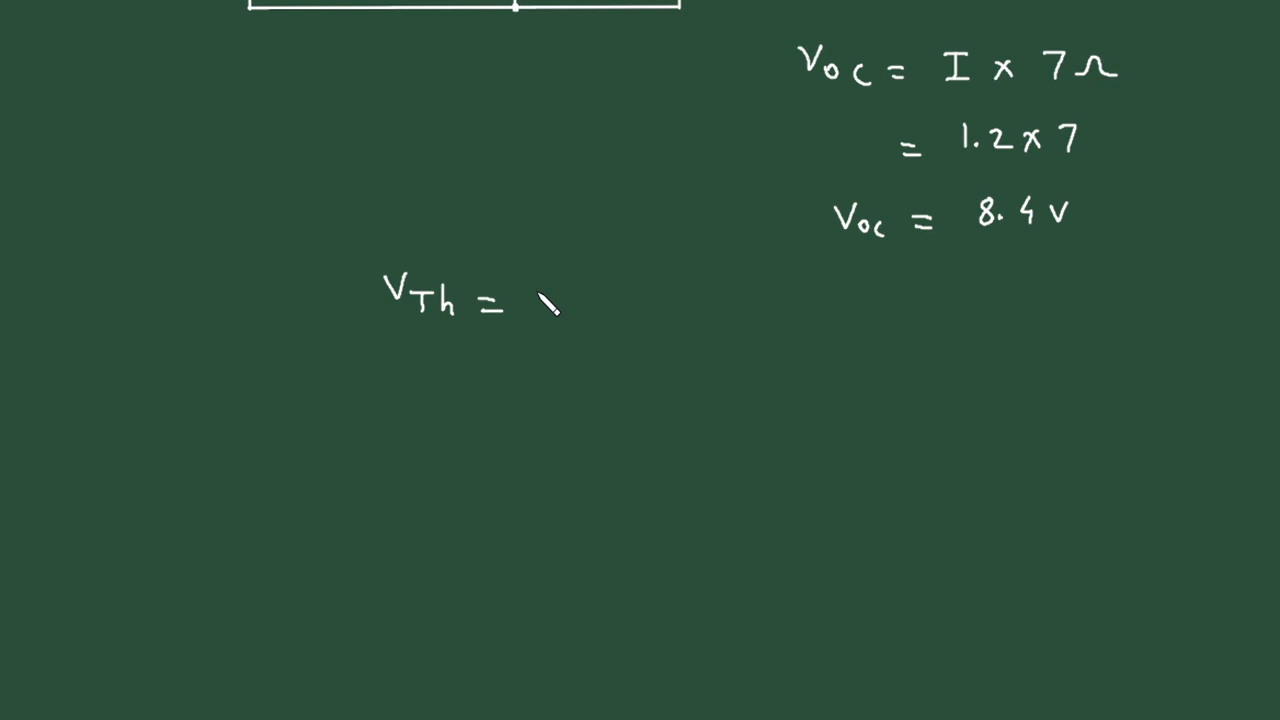 Voc = I × 7Ω
= 1.2 × 7
Voc = 8.4 V
VTh =